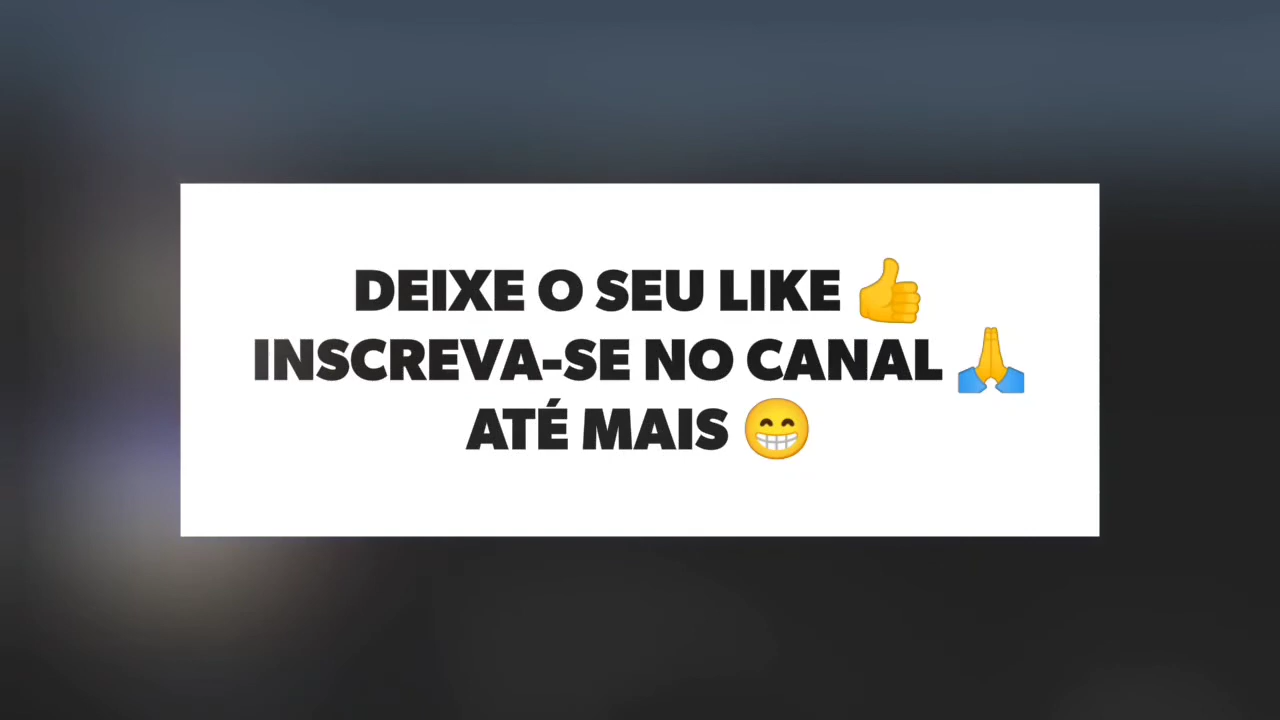 DEIXE O SEU LIKE 👍
INSCREVA-SE NO CANAL 🙏
ATÉ MAIS 😁